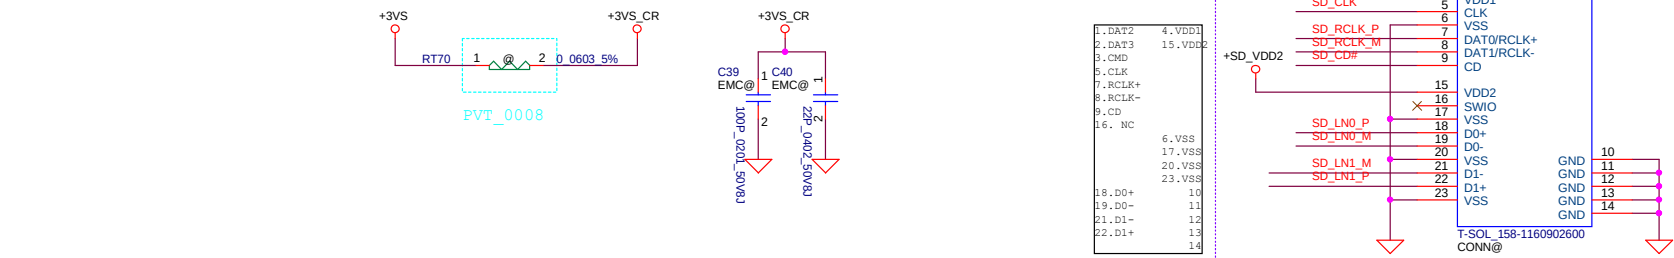 +3VS
+3VS_CR
RT70
1
@
2
0_0603_5%
PVT_0008
+3VS_CR
C39
EMC@
1
2
100P_0201_50V8J
C40
EMC@
1
2
22P_0402_50V8J
1.DAT2
4.VDD1
2.DAT3
15.VDD2
3.CMD
5.CLK
7.RCLK+
8.RCLK-
9.CD
16. NC
6.VSS
17.VSS
20.VSS
23.VSS
18.D0+
10
19.D0-
11
21.D1-
12
22.D1+
13
14
+SD_VDD2
VDD1
SD_CLK
5
CLK
6
VSS
SD_RCLK_P
7
DAT0/RCLK+
SD_RCLK_M
8
DAT1/RCLK-
SD_CD#
9
CD
15
VDD2
16
SWIO
17
VSS
SD_LN0_P
18
D0+
SD_LN0_M
19
D0-
20
VSS
SD_LN1_M
21
D1-
SD_LN1_P
22
D1+
23
VSS
GND
10
GND
11
GND
12
GND
13
GND
14
T-SOL_158-1160902600
CONN@